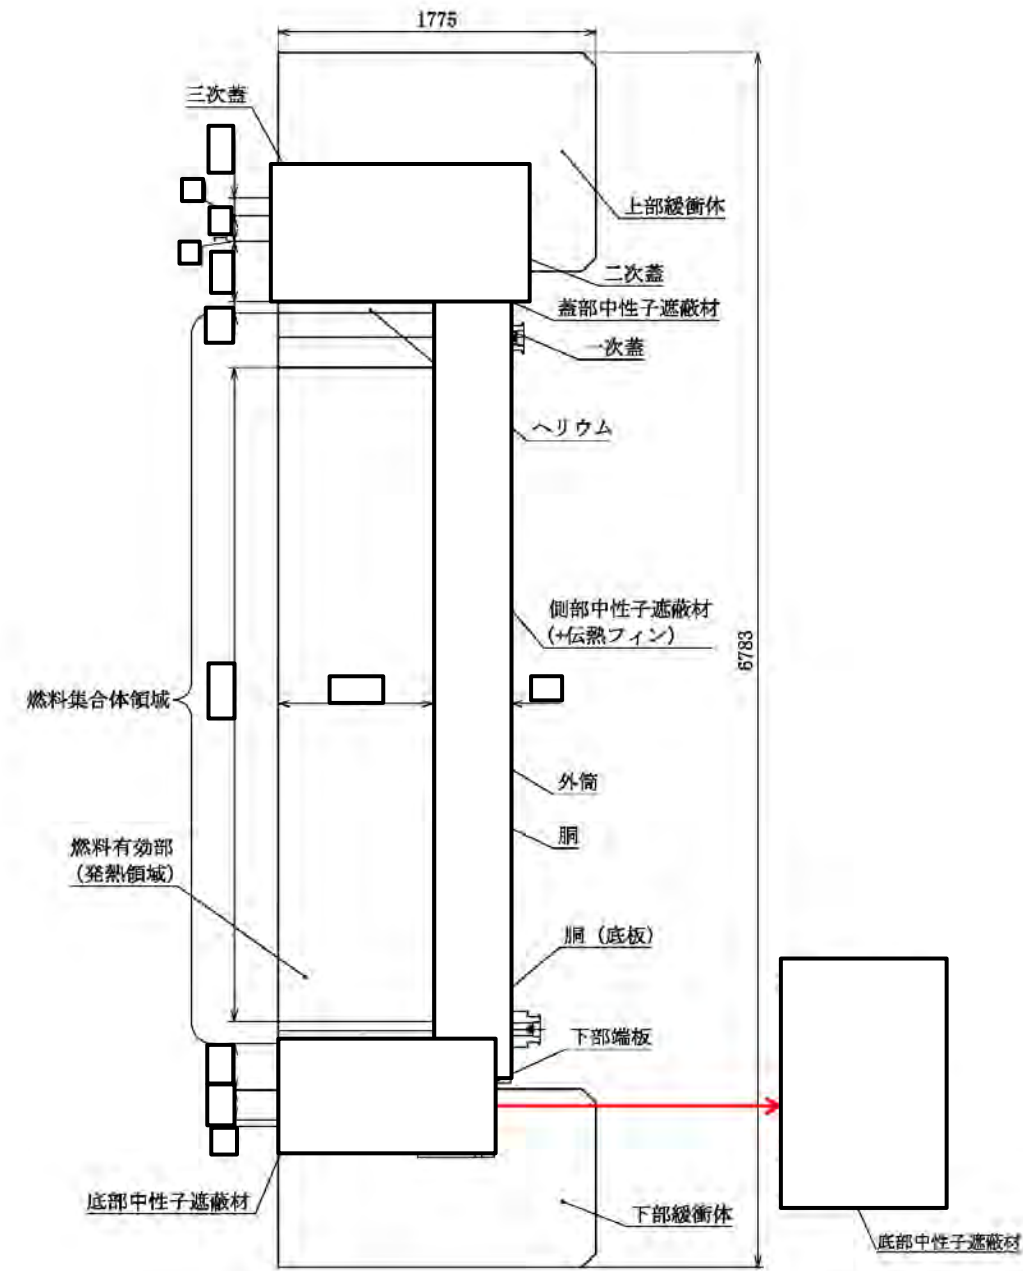 1775
三次蓋
上部緩衝体
二次蓋
蓋部中性子遮蔽材
一次蓋
ヘリウム
側部中性子遮蔽材
(+伝熱フィン)
6783
燃料集合体領域
外筒
胴
燃料有効部
(発熱領域)
胴（底板）
下部端板
底部中性子遮蔽材
下部緩衝体
底部中性子遮蔽材